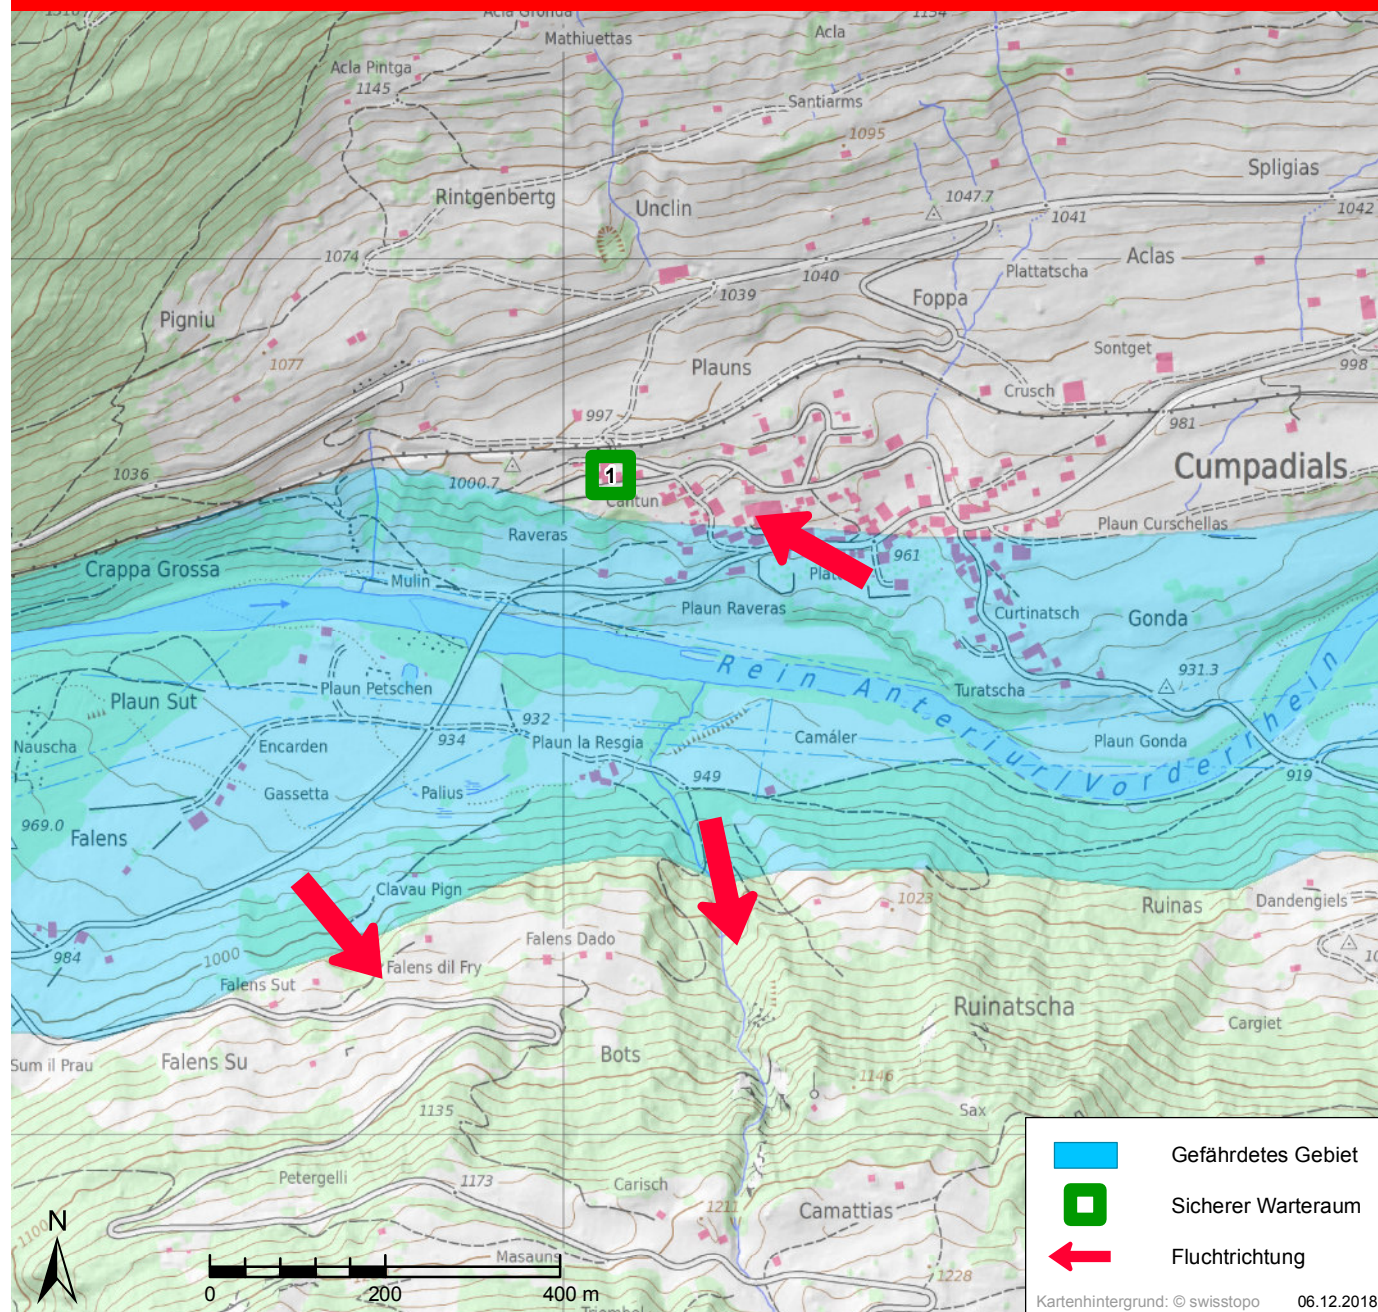 Acla Gronda
Mathiuettas
Acla
1134
1316
Acla Pintga
1145
Santiarms
1095
Spligias
Rintgenbertg
Unclin
1047.7
1041
1042
1074
1040
Plattatscha
Aclas
1039
Foppa
Pigniu
1077
Plauns
Sontget
998
Crusch
997
981
1036
1000.7
1
Cantun
Cumpadials
Plaun Curschellas
Raveras
961
Crappa Grossa
Mulin
Plaun Raveras
Curtinatsch
Gonda
Rein Anteriur/Vorderrhein
931.3
Turatscha
Plaun Sut
Plaun Petschen
932
934
Plaun la Resgia
Camáler
Plaun Gonda
Nauscha
Encarden
919
949
Gassetta
Palius
969.0
Falens
Clavau Pign
1023
Ruinas
Dandengiels
984
1000
Falens Dado
Falens dil Fry
Falens Sut
Ruinatscha
Cargiet
Sum il Prau
Falens Su
Bots
1146
1135
Sax
Petergelli
1173
Carisch
1211
Camattias
1100
Masauns
1228
N
0 200 400 m
Gefährdetes Gebiet
Sicherer Warteraum
Fluchtrichtung
Kartenhintergrund: © swisstopo 06.12.2018